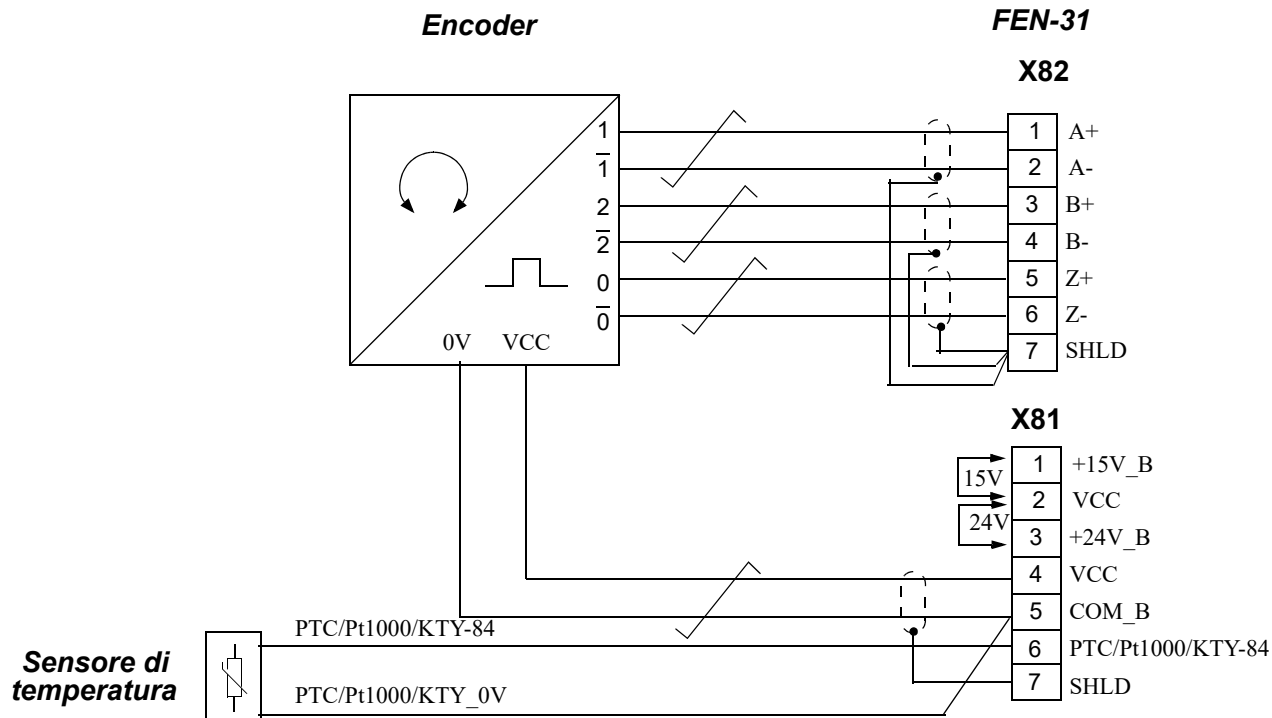 Encoder
FEN-31
X82
1
1̅
2
2̅
0
0̅
0V VCC
1 A+
2 A-
3 B+
4 B-
5 Z+
6 Z-
7 SHLD
X81
15V
24V
1 +15V_B
2 VCC
3 +24V_B
4 VCC
5 COM_B
6 PTC/Pt1000/KTY-84
7 SHLD
PTC/Pt1000/KTY-84
Sensore di
temperatura
PTC/Pt1000/KTY_0V